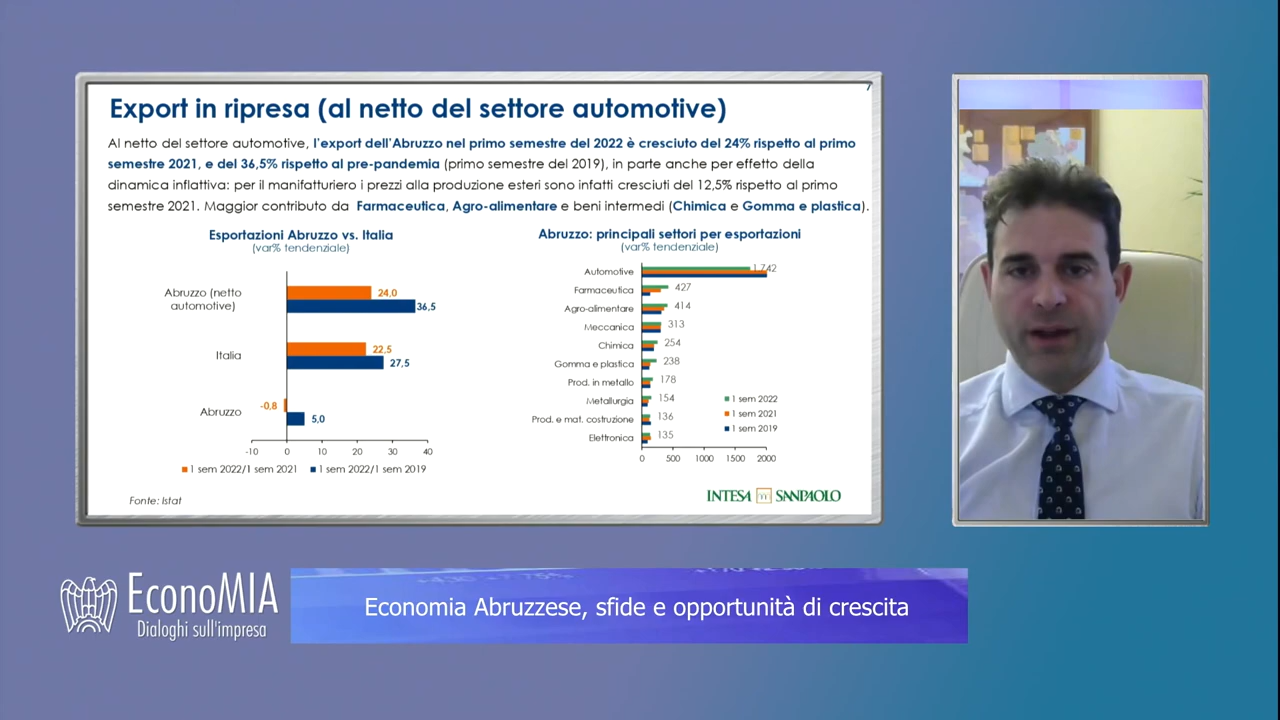 7
Export in ripresa (al netto del settore automotive)
Al netto del settore automotive, l'export dell'Abruzzo nel primo semestre del 2022 è cresciuto del 24% rispetto al primo
semestre 2021, e del 36,5% rispetto al pre-pandemia (primo semestre del 2019), in parte anche per effetto della
dinamica inflattiva: per il manifatturiero i prezzi alla produzione esteri sono infatti cresciuti del 12,5% rispetto al primo
semestre 2021. Maggior contributo da Farmaceutica, Agro-alimentare e beni intermedi (Chimica e Gomma e plastica).
Esportazioni Abruzzo vs. Italia
(var% tendenziale)
Abruzzo (netto
automotive)
24,0
36,5
Italia
22,5
27,5
Abruzzo
-0,8
5,0
-10 0 10 20 30 40
1 sem 2022/1 sem 2021 1 sem 2022/1 sem 2019
Fonte: Istat
Abruzzo: principali settori per esportazioni
(var% tendenziale)
Automotive 1.742
Farmaceutica 427
Agro-alimentare 414
Meccanica 313
Chimica 254
Gomma e plastica 238
Prod. in metallo 178
Metallurgia 154
Prod. e mat. costruzione 136
Elettronica 135
1 sem 2022
1 sem 2021
1 sem 2019
0 500 1000 1500 2000
INTESA SANPAOLO
EconoMIA
Dialoghi sull'impresa
Economia Abruzzese, sfide e opportunità di crescita